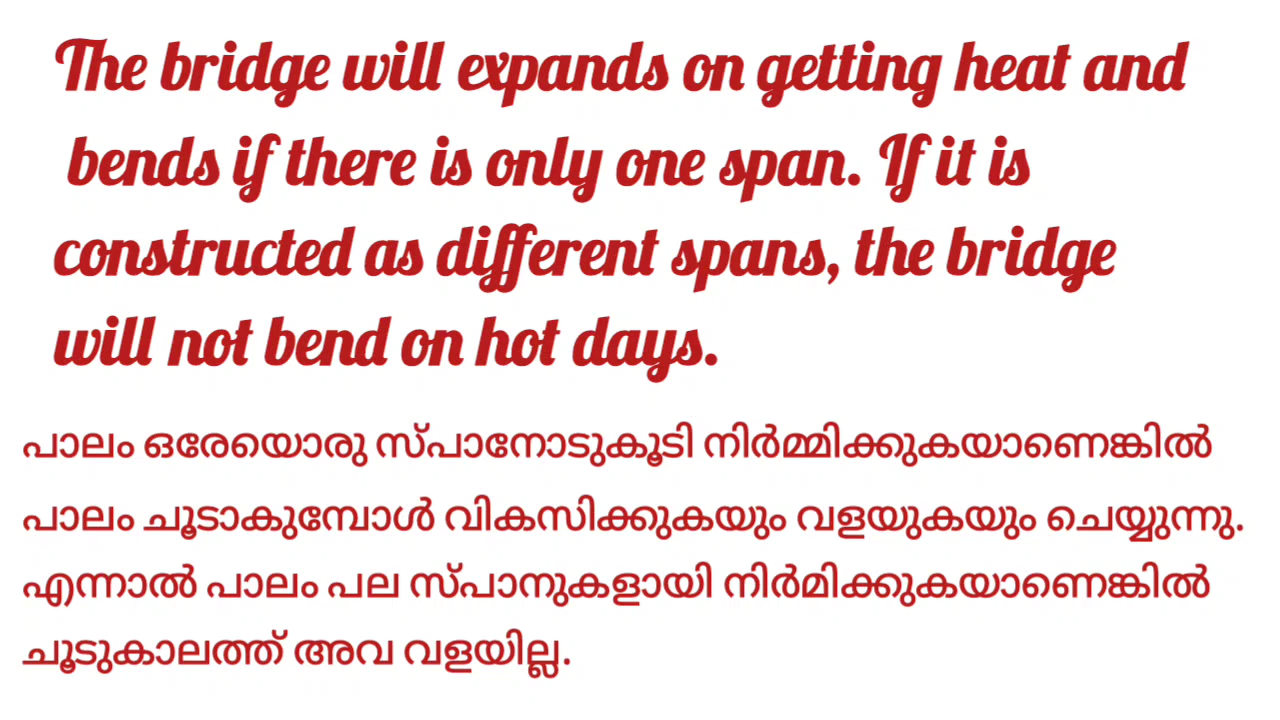 The bridge will expands on getting heat and
bends if there is only one span. If it is
constructed as different spans, the bridge
will not bend on hot days.
പാലം ഒരേയൊരു സ്പാനോടുകൂടി നിർമ്മിക്കുകയാണെങ്കിൽ
പാലം ചൂടാകുമ്പോൾ വികസിക്കുകയും വളയുകയും ചെയ്യുന്നു.
എന്നാൽ പാലം പല സ്പാനുകളായി നിർമിക്കുകയാണെങ്കിൽ
ചൂടുകാലത്ത് അവ വളയില്ല.